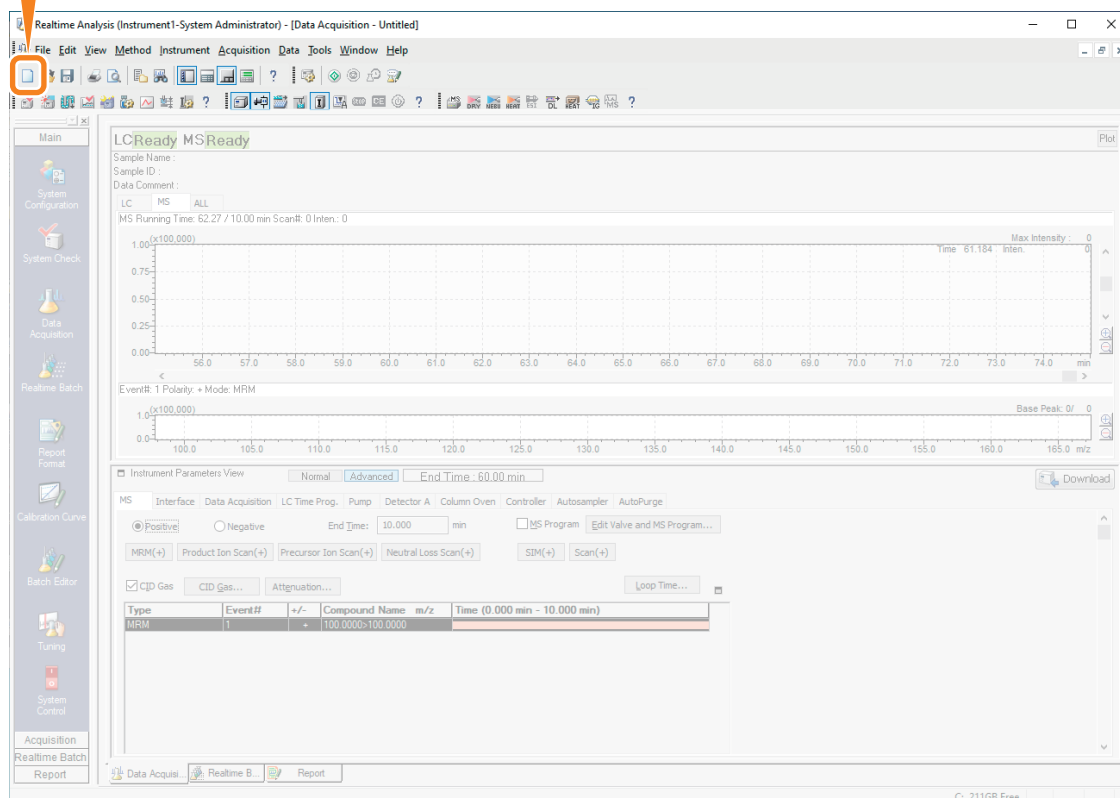 Realtime Analysis (Instrument1-System Administrator) - [Data Acquisition - Untitled]
File Edit View Method Instrument Acquisition Data Tools Window Help
Main
System Configuration
System Check
Data Acquisition
Realtime Batch
Report Format
Calibration Curve
Batch Editor
Tuning
System Control
Acquisition
Realtime Batch
Report
LC Ready MS Ready
Plot
Sample Name :
Sample ID :
Data Comment :
LC MS ALL
MS Running Time: 62.27 / 10.00 min Scan#: 0 Inten.: 0
(x100,000)
Max Intensity : 0
Time 61.184 Inten. 0
1.00
0.75
0.50
0.25
0.00
56.0 57.0 58.0 59.0 60.0 61.0 62.0 63.0 64.0 65.0 66.0 67.0 68.0 69.0 70.0 71.0 72.0 73.0 74.0 min
Event#: 1 Polarity: + Mode: MRM
(x100,000)
Base Peak: 0/ 0
1.0
0.0
100.0 105.0 110.0 115.0 120.0 125.0 130.0 135.0 140.0 145.0 150.0 155.0 160.0 165.0 m/z
Instrument Parameters View Normal Advanced End Time : 60.00 min Download
MS Interface Data Acquisition LC Time Prog. Pump Detector A Column Oven Controller Autosampler AutoPurge
Positive Negative End Time: 10.000 min MS Program Edit Valve and MS Program...
MRM(+) Product Ion Scan(+) Precursor Ion Scan(+) Neutral Loss Scan(+) SIM(+) Scan(+)
CID Gas CID Gas... Attenuation... Loop Time...
Type Event# +/- Compound Name m/z Time (0.000 min - 10.000 min)
MRM 1 + 100.0000>100.0000
Data Acquisi... Realtime B... Report
C: 211GB Free